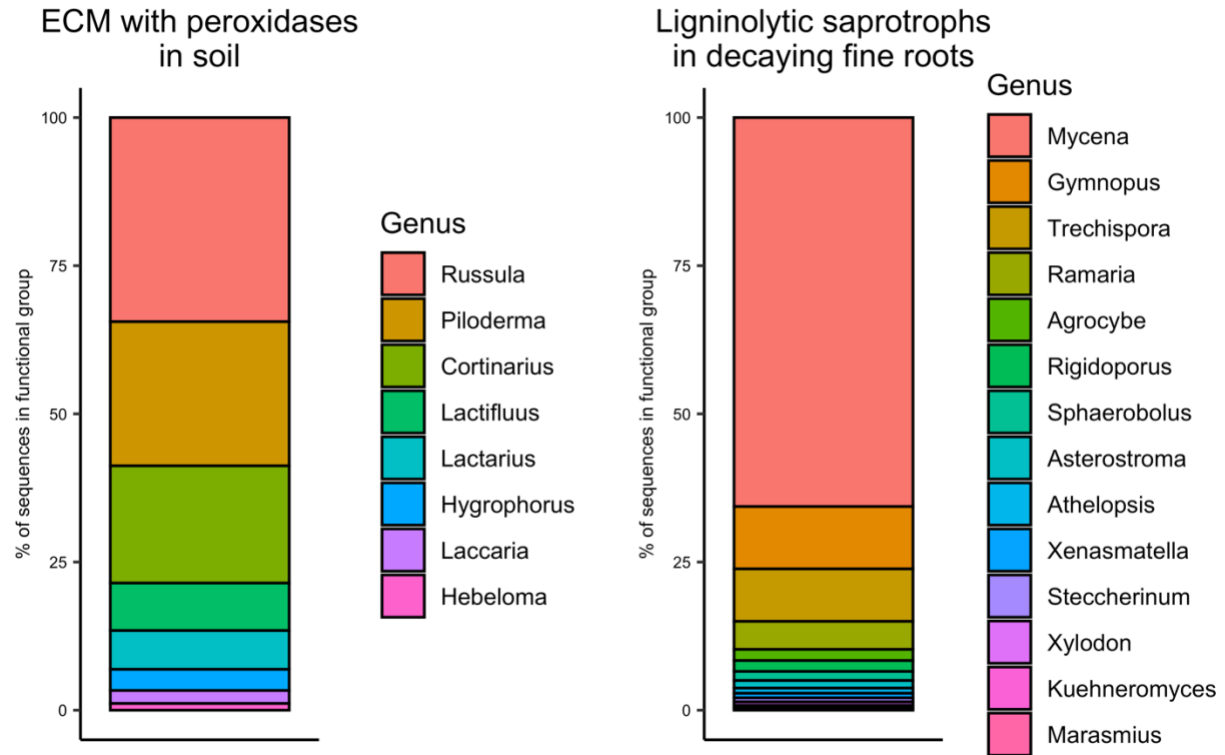 ECM with peroxidases
in soil
% of sequences in functional group
100
75
50
25
0
Genus
Russula
Piloderma
Cortinarius
Lactifluus
Lactarius
Hygrophorus
Laccaria
Hebeloma
Ligninolytic saprotrophs
in decaying fine roots
% of sequences in functional group
100
75
50
25
0
Genus
Mycena
Gymnopus
Trechispora
Ramaria
Agrocybe
Rigidoporus
Sphaerobolus
Asterostroma
Athelopsis
Xenasmatella
Steccherinum
Xylodon
Kuehneromyces
Marasmius